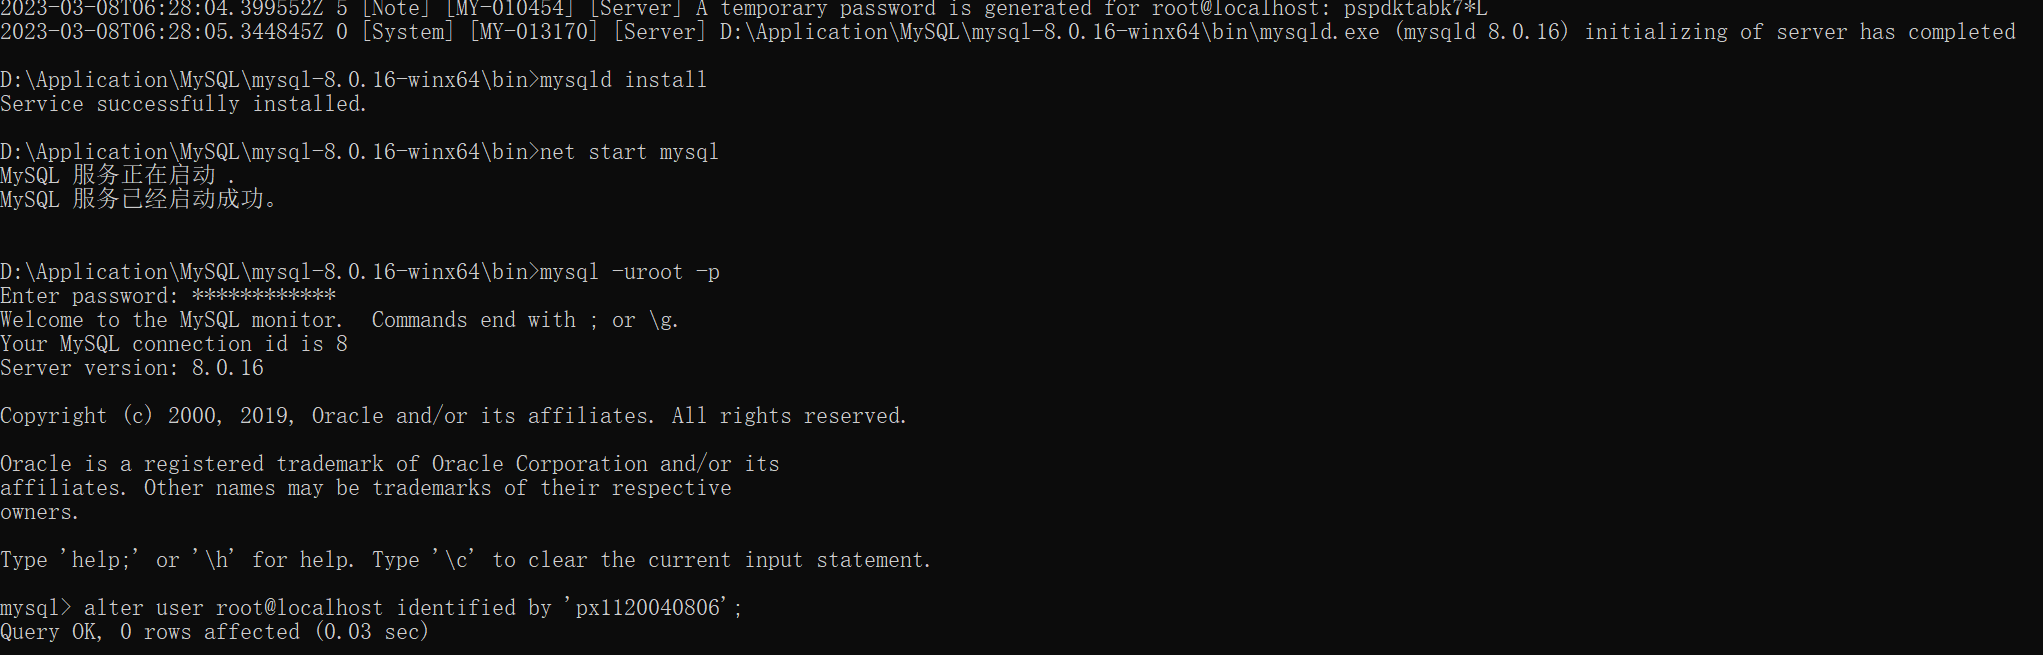 2023-03-08T06:28:04.399552Z 5 [Note] [MY-010454] [Server] A temporary password is generated for root@localhost: pspdktabk7*L
2023-03-08T06:28:05.344845Z 0 [System] [MY-013170] [Server] D:\Application\MySQL\mysql-8.0.16-winx64\bin\mysqld.exe (mysqld 8.0.16) initializing of server has completed
D:\Application\MySQL\mysql-8.0.16-winx64\bin>mysqld install
Service successfully installed.
D:\Application\MySQL\mysql-8.0.16-winx64\bin>net start mysql
MySQL 服务正在启动 .
MySQL 服务已经启动成功。
D:\Application\MySQL\mysql-8.0.16-winx64\bin>mysql -uroot -p
Enter password: ************
Welcome to the MySQL monitor.  Commands end with ; or \g.
Your MySQL connection id is 8
Server version: 8.0.16
Copyright (c) 2000, 2019, Oracle and/or its affiliates. All rights reserved.
Oracle is a registered trademark of Oracle Corporation and/or its
affiliates. Other names may be trademarks of their respective
owners.
Type 'help;' or '\h' for help. Type '\c' to clear the current input statement.
mysql> alter user root@localhost identified by 'px1120040806';
Query OK, 0 rows affected (0.03 sec)